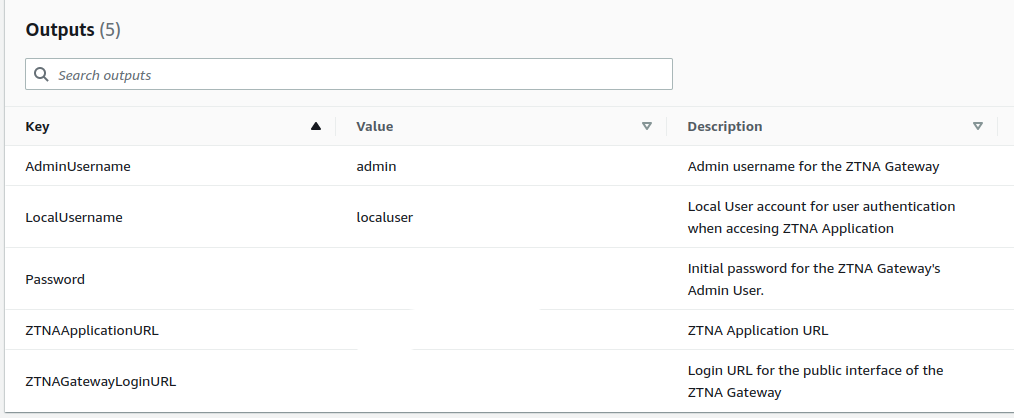 Outputs (5)
Search outputs
Key Value Description
AdminUsername admin Admin username for the ZTNA Gateway
LocalUsername localuser Local User account for user authentication
when accesing ZTNA Application
Password Initial password for the ZTNA Gateway's
Admin User.
ZTNAApplicationURL ZTNA Application URL
ZTNAGatewayLoginURL Login URL for the public interface of the
ZTNA Gateway